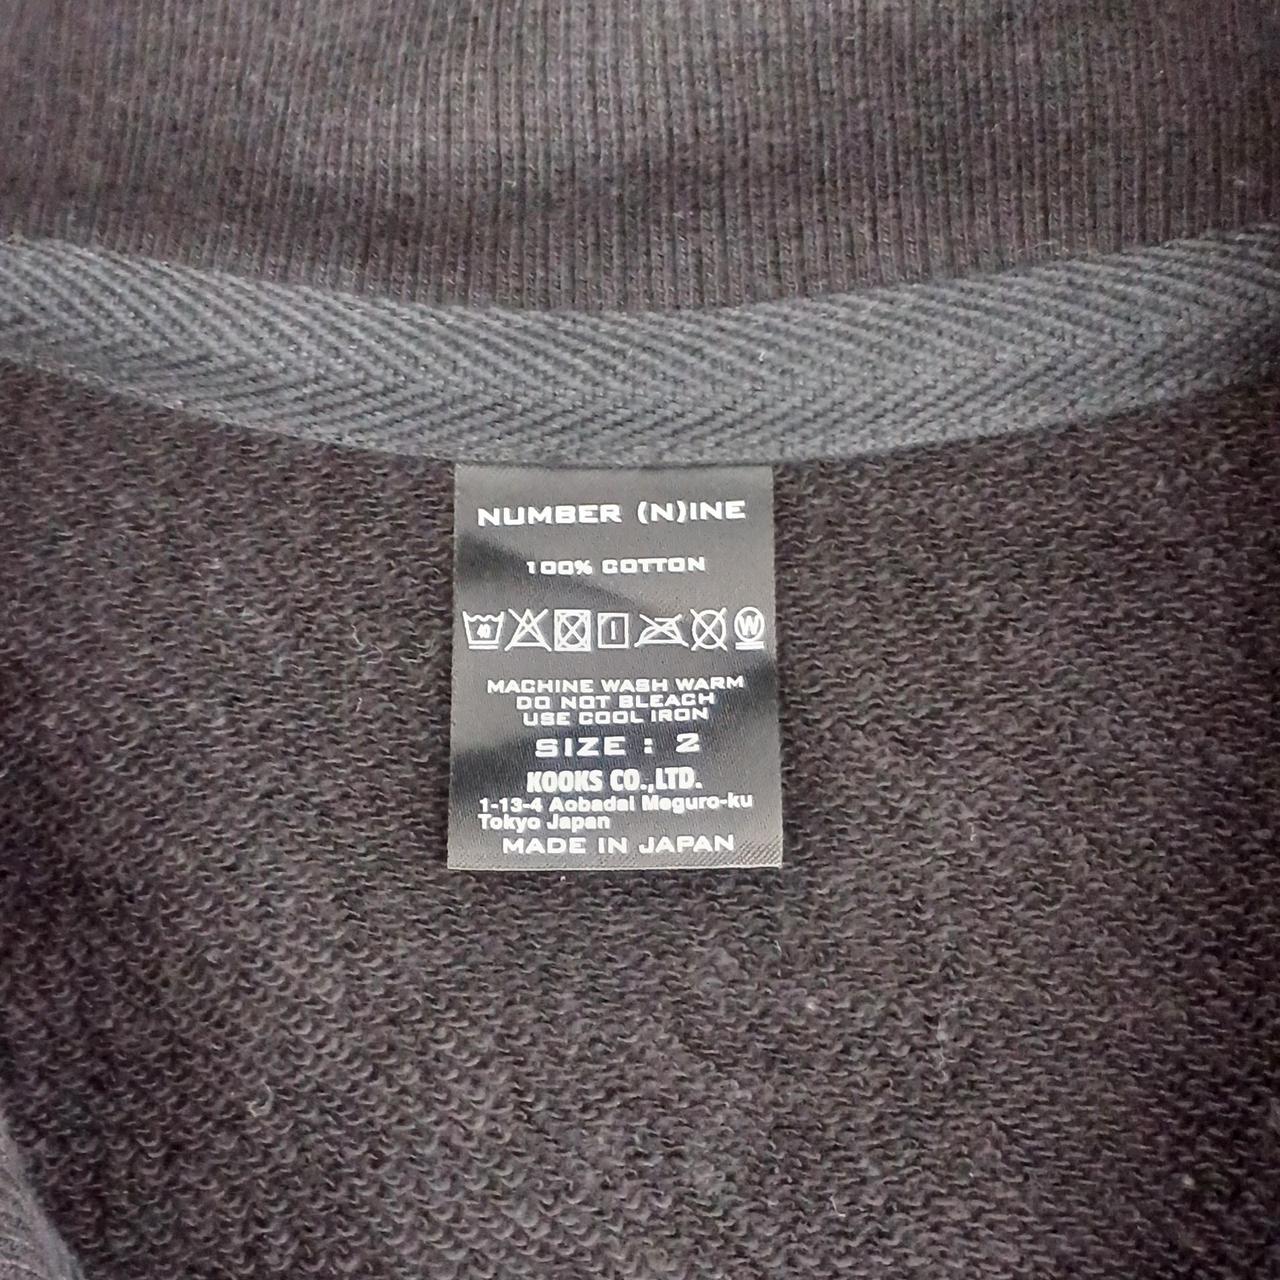 NUMBER (N)INE
100% COTTON
40 W
MACHINE WASH WARM
DO NOT BLEACH
USE COOL IRON
SIZE : 2
KOOKS CO.,LTD.
1-13-4 Aobadai Meguro-ku
Tokyo Japan
MADE IN JAPAN